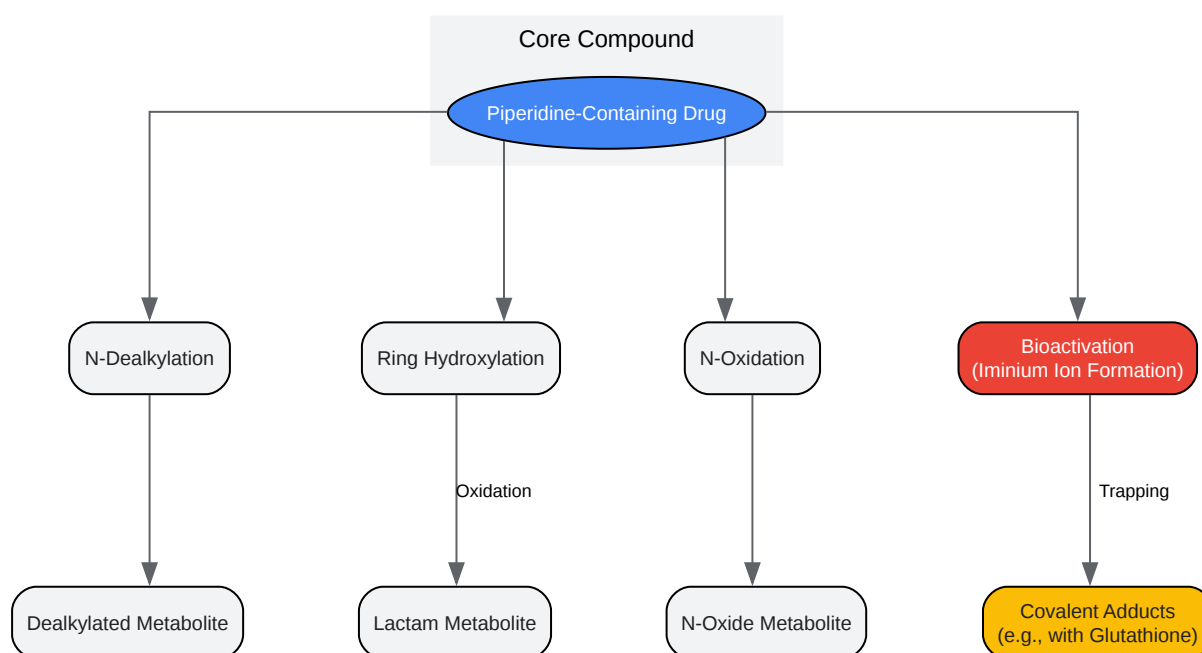 Core Compound
Piperidine-Containing Drug
N-Dealkylation
Ring Hydroxylation
N-Oxidation
Bioactivation
(Iminium Ion Formation)
Oxidation
Trapping
Dealkylated Metabolite
Lactam Metabolite
N-Oxide Metabolite
Covalent Adducts
(e.g., with Glutathione)